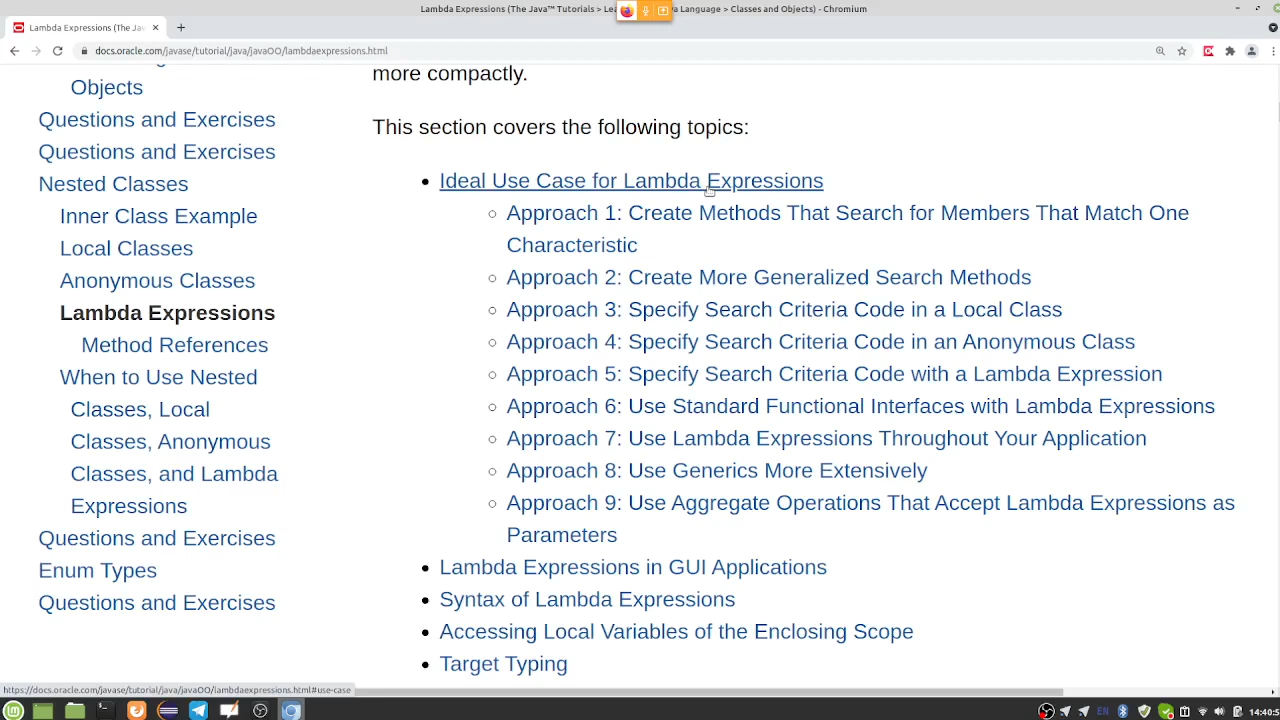 Lambda Expressions (The Java™ Tutorials > Lea
a Language > Classes and Objects) - Chromium
Lambda Expressions (The Jav
docs.oracle.com/javase/tutorial/java/javaOO/lambdaexpressions.html
Objects
Questions and Exercises
Questions and Exercises
Nested Classes
Inner Class Example
Local Classes
Anonymous Classes
Lambda Expressions
Method References
When to Use Nested
Classes, Local
Classes, Anonymous
Classes, and Lambda
Expressions
Questions and Exercises
Enum Types
Questions and Exercises
more compactly.
This section covers the following topics:
Ideal Use Case for Lambda Expressions
Approach 1: Create Methods That Search for Members That Match One
Characteristic
Approach 2: Create More Generalized Search Methods
Approach 3: Specify Search Criteria Code in a Local Class
Approach 4: Specify Search Criteria Code in an Anonymous Class
Approach 5: Specify Search Criteria Code with a Lambda Expression
Approach 6: Use Standard Functional Interfaces with Lambda Expressions
Approach 7: Use Lambda Expressions Throughout Your Application
Approach 8: Use Generics More Extensively
Approach 9: Use Aggregate Operations That Accept Lambda Expressions as
Parameters
Lambda Expressions in GUI Applications
Syntax of Lambda Expressions
Accessing Local Variables of the Enclosing Scope
Target Typing
https://docs.oracle.com/javase/tutorial/java/javaOO/lambdaexpressions.html#use-case
EN
14:40:5